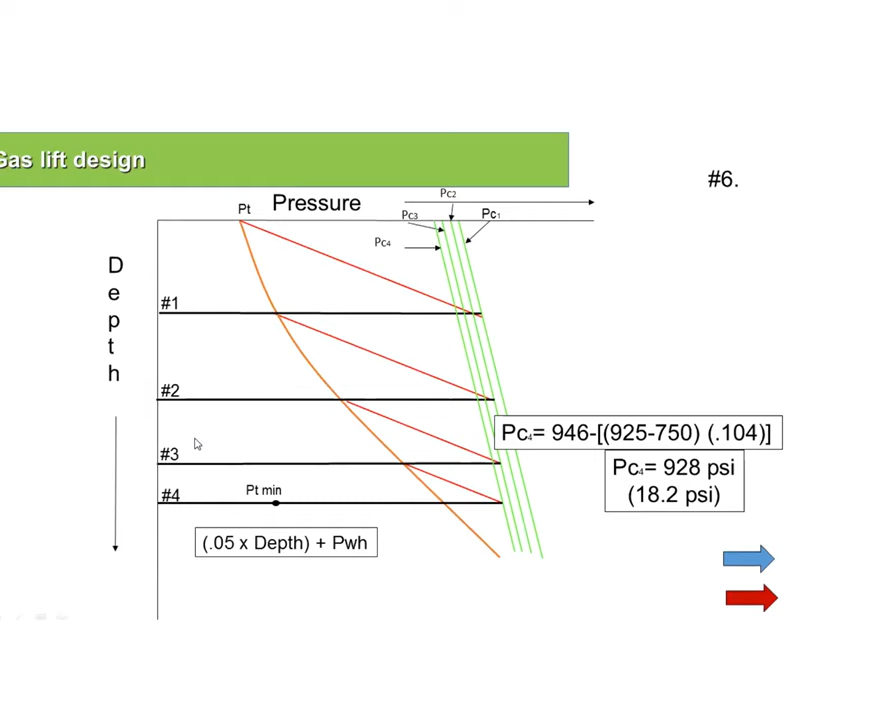 Gas lift design
#6.
Pc2
Pt
Pressure
Pc3
Pc1
Pc4
Depth
#1
#2
Pc4= 946-[(925-750) (.104)]
#3
Pc4= 928 psi
(18.2 psi)
#4
Pt min
(.05 x Depth) + Pwh